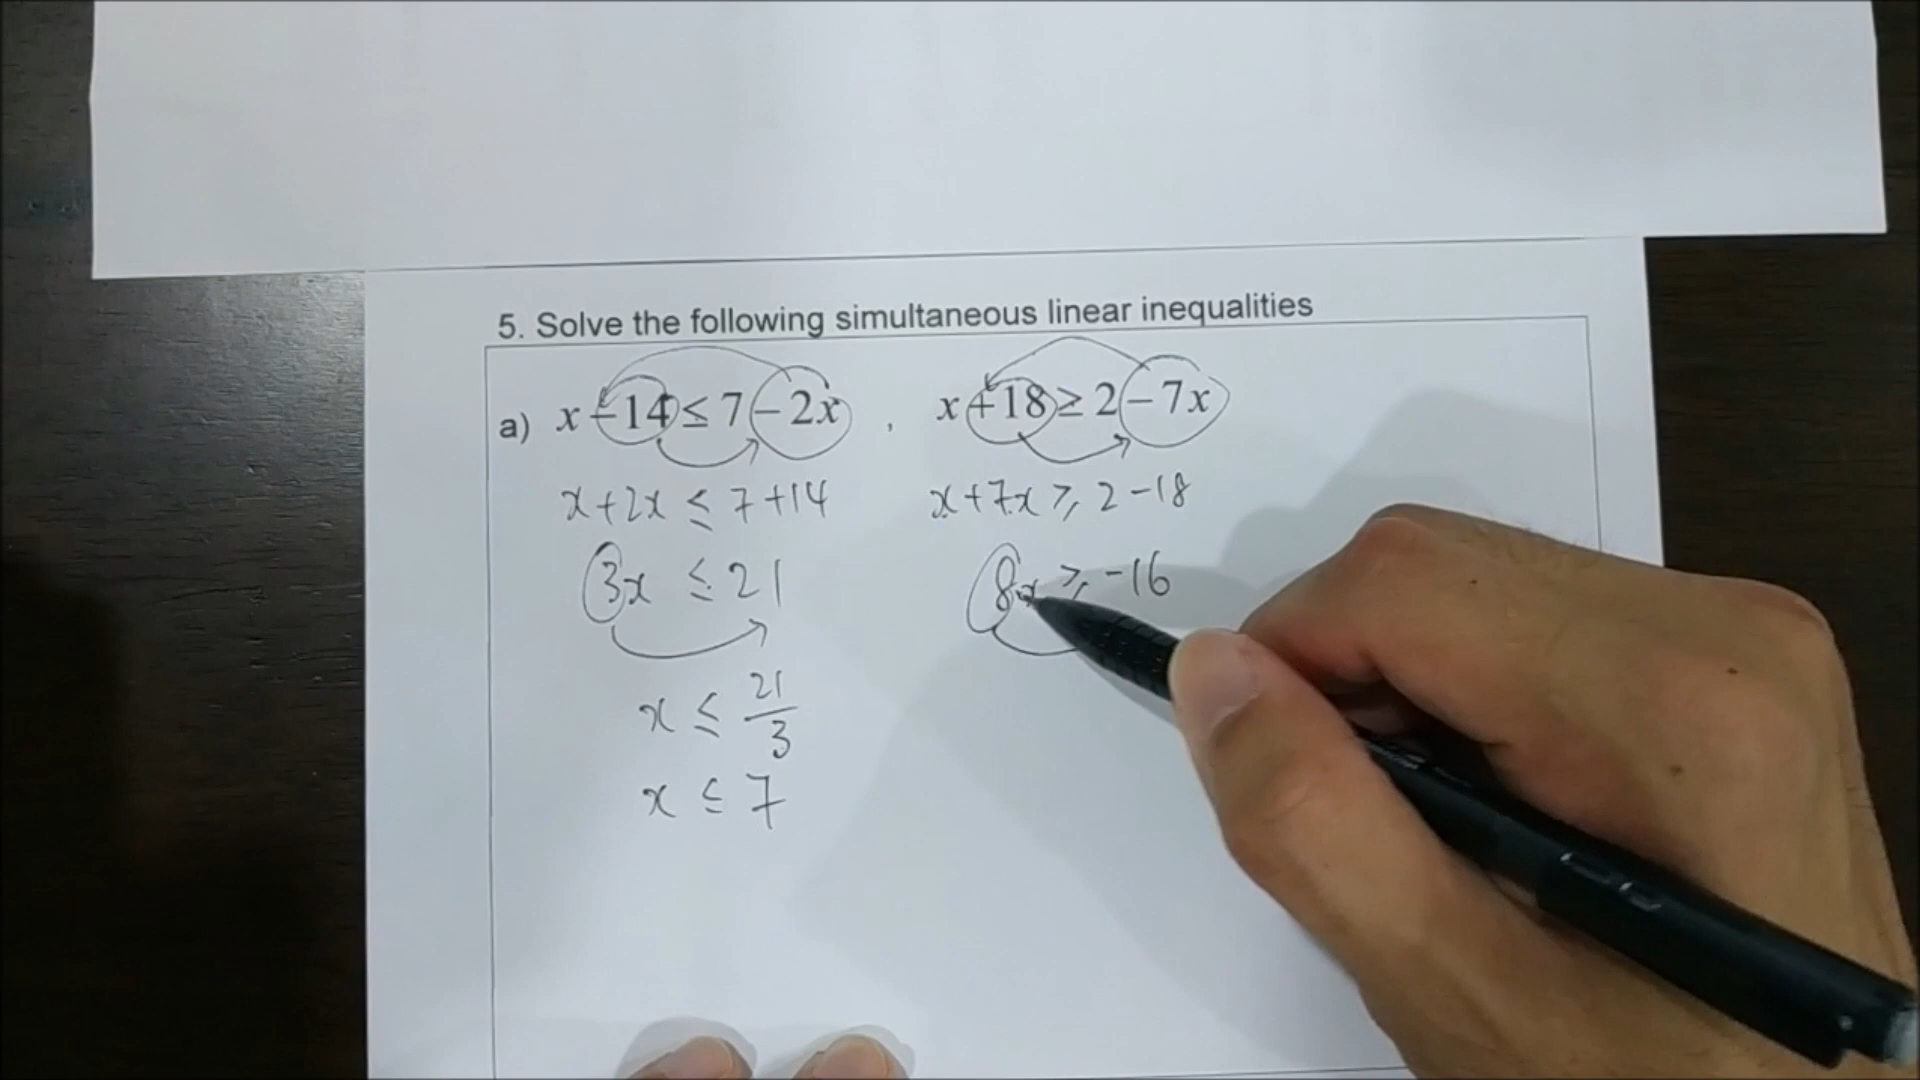 5. Solve the following simultaneous linear inequalities
a) x − 14 ≤ 7 − 2x , x + 18 ≥ 2 − 7x
x + 2x ≤ 7 + 14 x + 7x ≥ 2 − 18
3x ≤ 21 8x ≥ −16
x ≤ 21/3
x ≤ 7